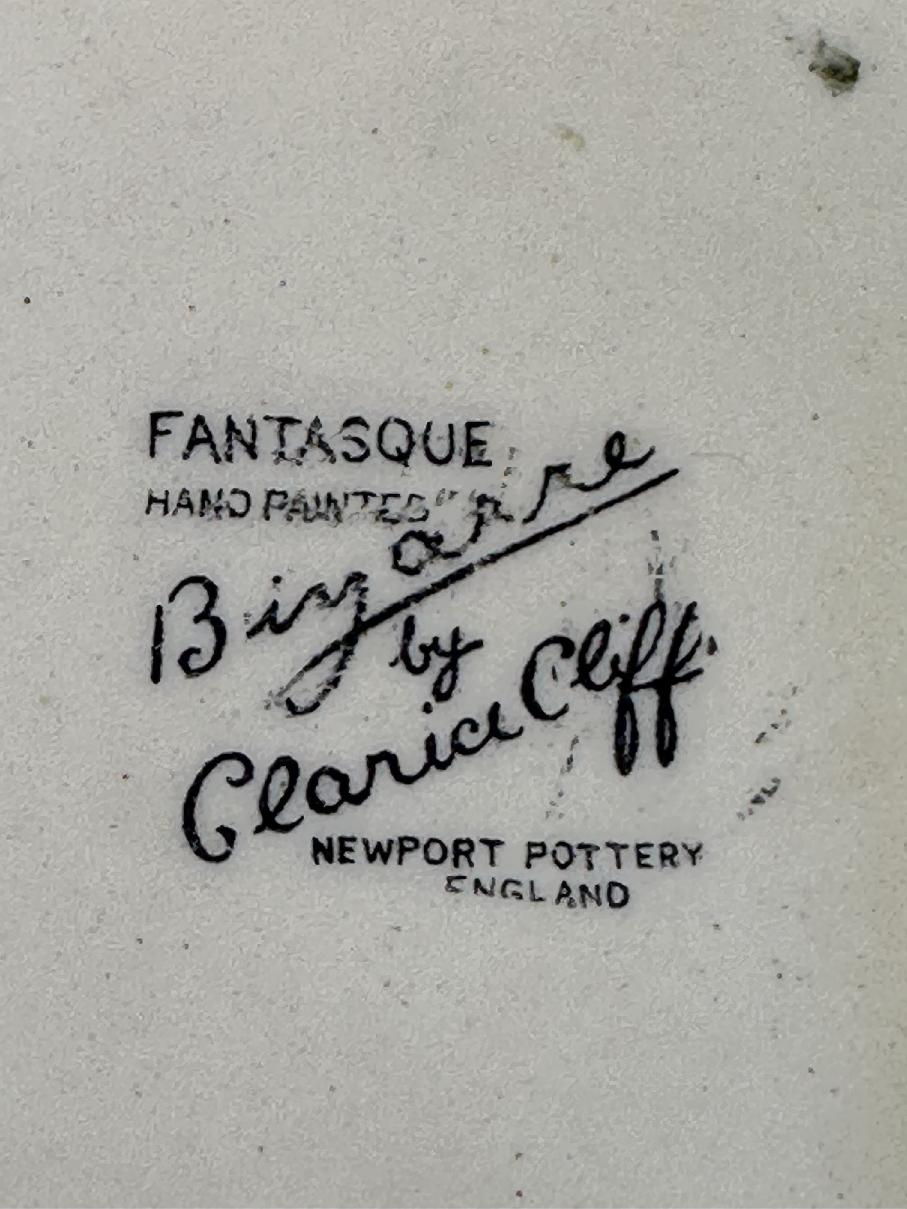 FANTASQUE
HAND PAINTED
Bizarre
by
Clarice Cliff
NEWPORT POTTERY
ENGLAND